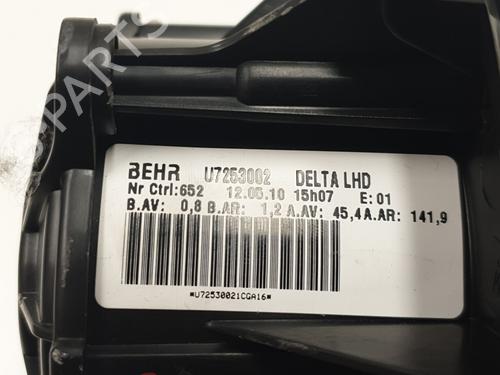 BEHR U7253002 DELTA LHD
Nr Ctrl:652 12.05.10 15h07 E:01
B.AV: 0,8 B.AR: 1,2 A.AV: 45,4 A.AR: 141,9
*U72530021CGA16*